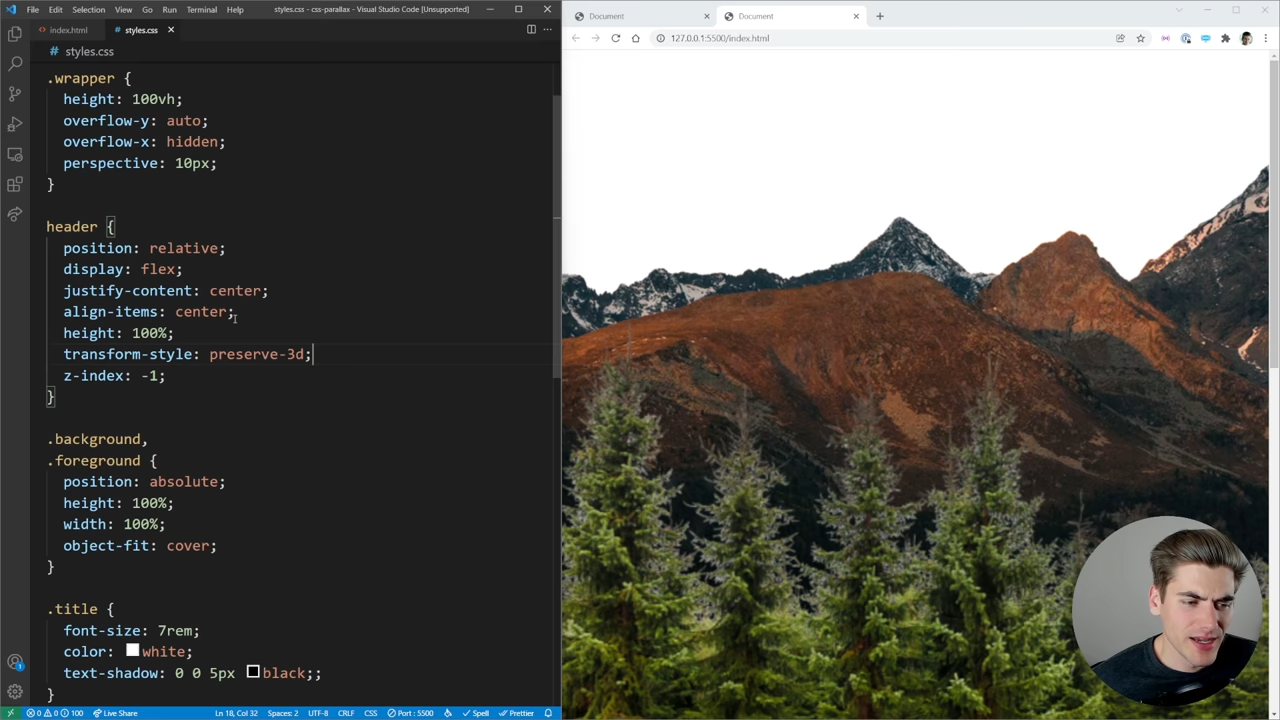 File Edit Selection View Go Run Terminal Help styles.css - css-parallax - Visual Studio Code [Unsupported]
index.html styles.css
styles.css
.wrapper {
height: 100vh;
overflow-y: auto;
overflow-x: hidden;
perspective: 10px;
}
header {
position: relative;
display: flex;
justify-content: center;
align-items: center;
height: 100%;
transform-style: preserve-3d;
z-index: -1;
}
.background,
.foreground {
position: absolute;
height: 100%;
width: 100%;
object-fit: cover;
}
.title {
font-size: 7rem;
color: white;
text-shadow: 0 0 5px black;;
}
1
0 0 100 Live Share Ln 18, Col 32 Spaces: 2 UTF-8 CRLF CSS Port : 5500 Spell Prettier
Document Document
127.0.0.1:5500/index.html